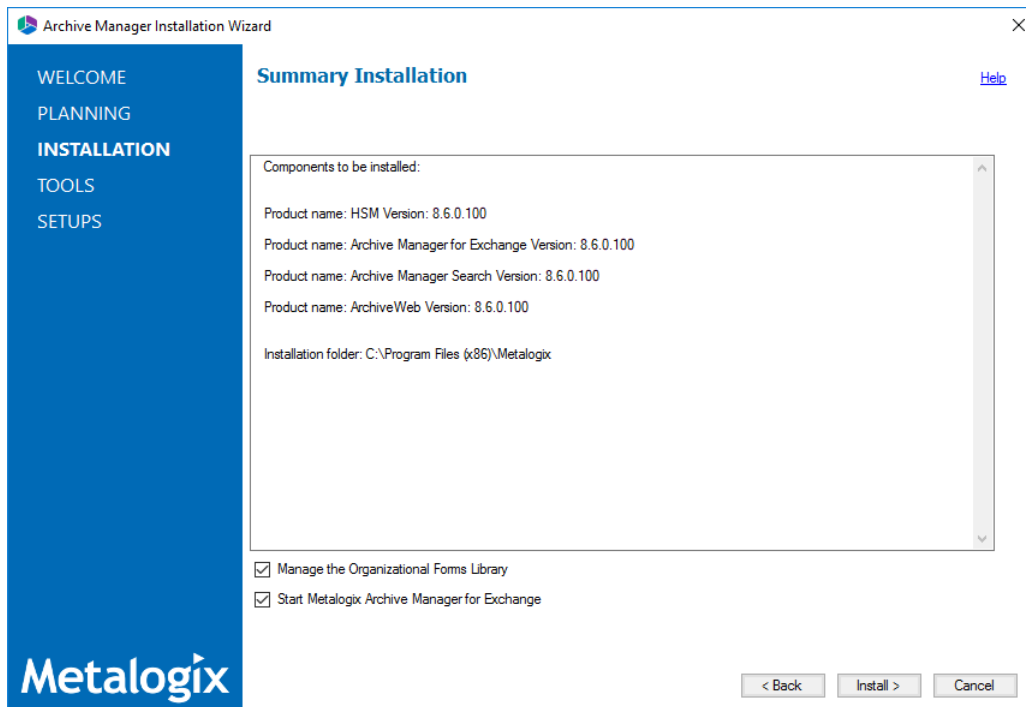 Archive Manager Installation Wizard
WELCOME
PLANNING
INSTALLATION
TOOLS
SETUPS
Summary Installation
Help
Components to be installed:
Product name: HSM Version: 8.6.0.100
Product name: Archive Manager for Exchange Version: 8.6.0.100
Product name: Archive Manager Search Version: 8.6.0.100
Product name: ArchiveWeb Version: 8.6.0.100
Installation folder: C:\Program Files (x86)\Metalogix
Manage the Organizational Forms Library
Start Metalogix Archive Manager for Exchange
Metalogix
< Back
Install >
Cancel